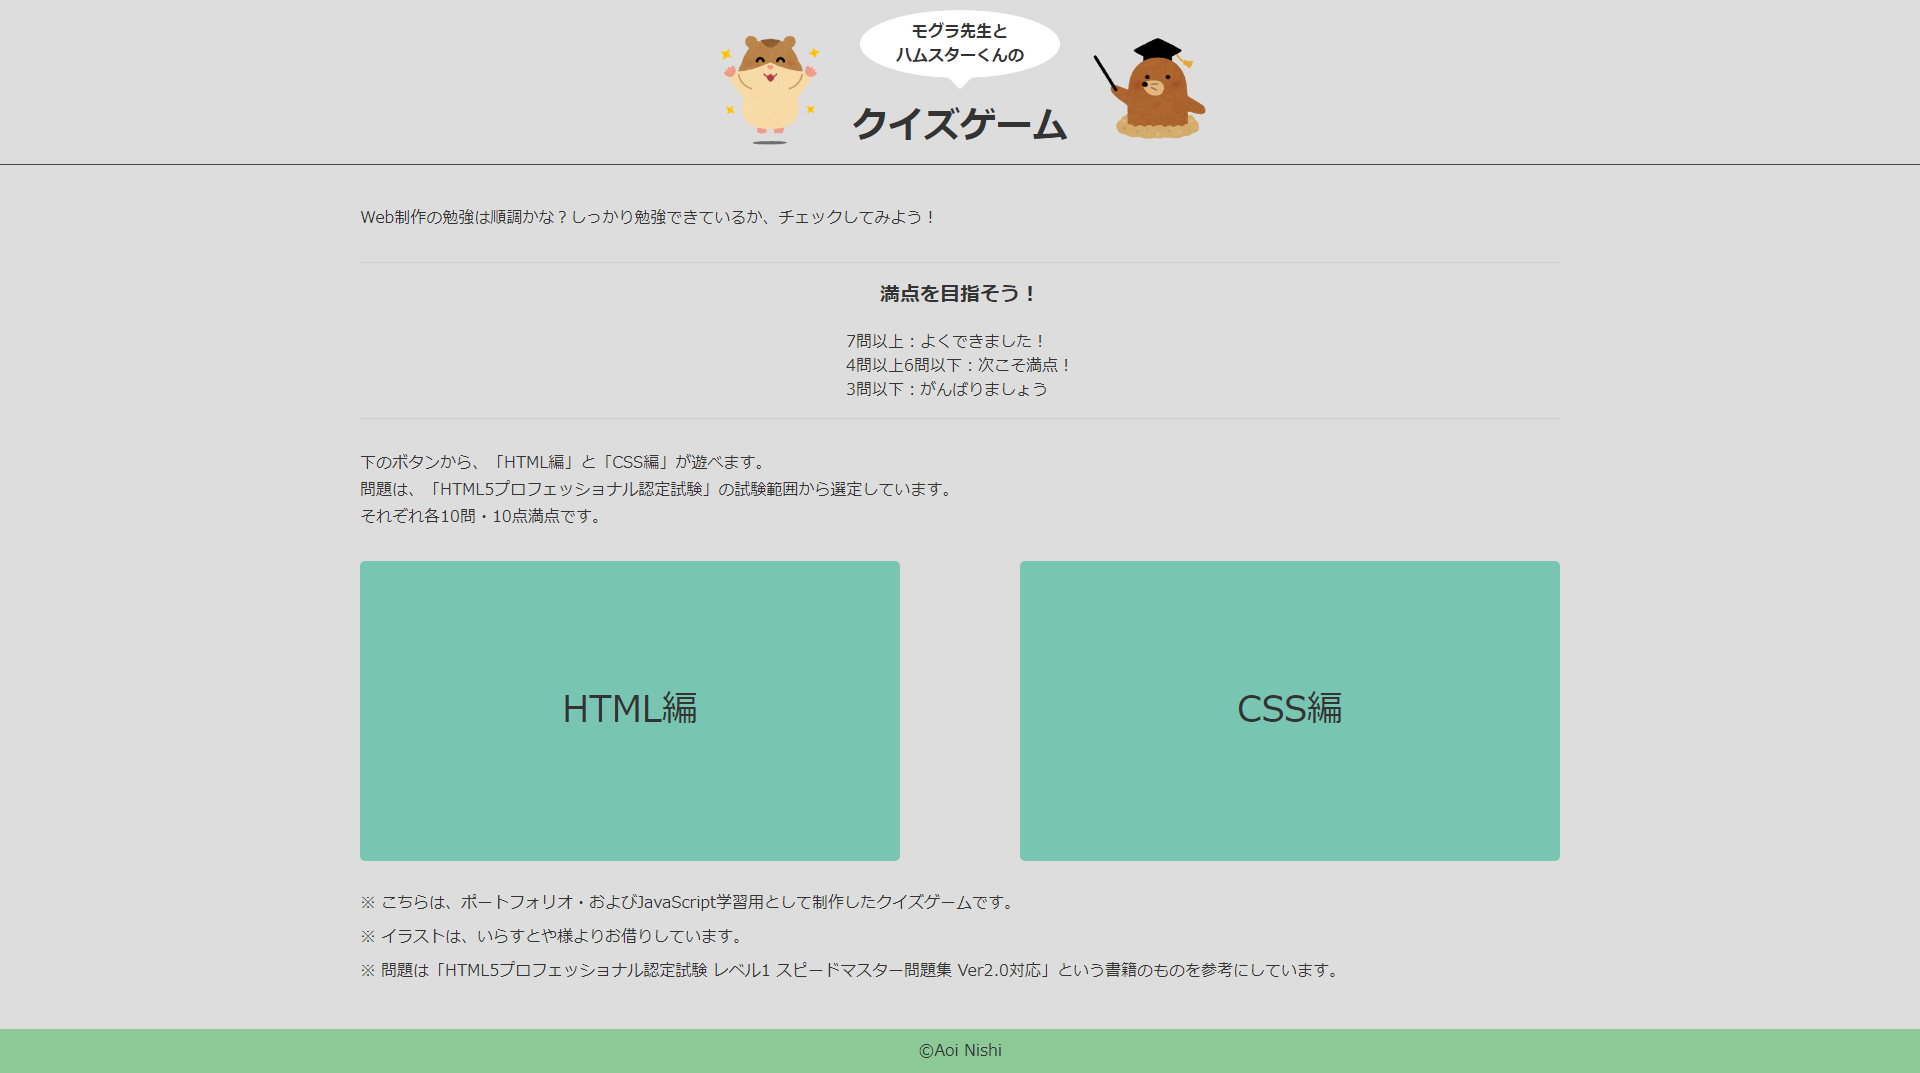 モグラ先生と
ハムスターくんの
クイズゲーム
Web制作の勉強は順調かな？しっかり勉強できているか、チェックしてみよう！
満点を目指そう！
7問以上：よくできました！
4問以上6問以下：次こそ満点！
3問以下：がんばりましょう
下のボタンから、「HTML編」と「CSS編」が遊べます。
問題は、「HTML5プロフェッショナル認定試験」の試験範囲から選定しています。
それぞれ各10問・10点満点です。
HTML編
CSS編
※ こちらは、ポートフォリオ・およびJavaScript学習用として制作したクイズゲームです。
※ イラストは、いらすとや様よりお借りしています。
※ 問題は「HTML5プロフェッショナル認定試験 レベル1 スピードマスター問題集 Ver2.0対応」という書籍のものを参考にしています。
©Aoi Nishi